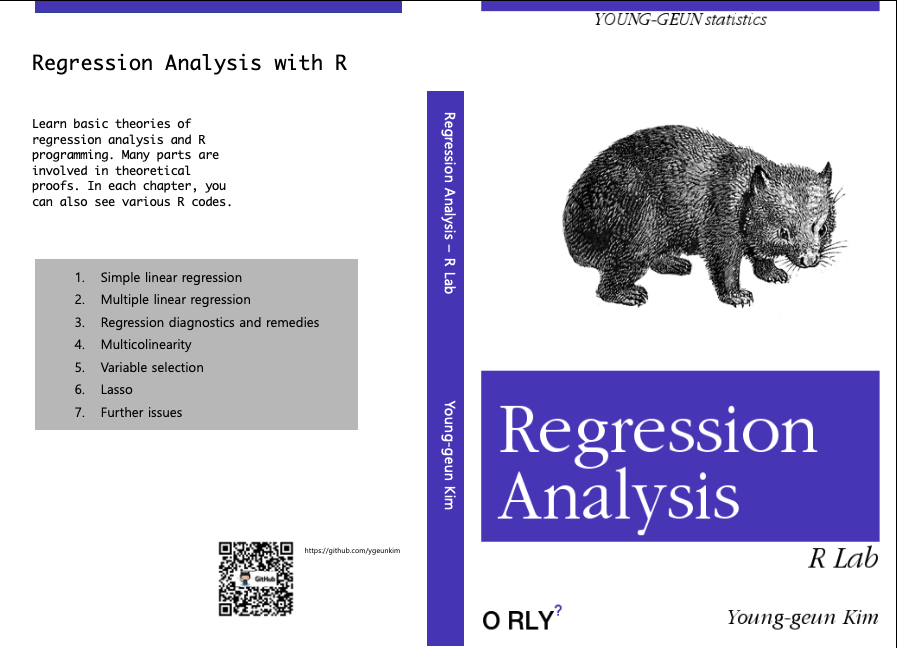 Regression Analysis with R
Learn basic theories of
regression analysis and R
programming. Many parts are
involved in theoretical
proofs. In each chapter, you
can also see various R codes.
1. Simple linear regression
2. Multiple linear regression
3. Regression diagnostics and remedies
4. Multicolinearity
5. Variable selection
6. Lasso
7. Further issues
GitHub
https://github.com/ygeunkim
Regression Analysis – R Lab
Young-geun Kim
YOUNG-GEUN statistics
Regression
Analysis
R Lab
O RLY?
Young-geun Kim